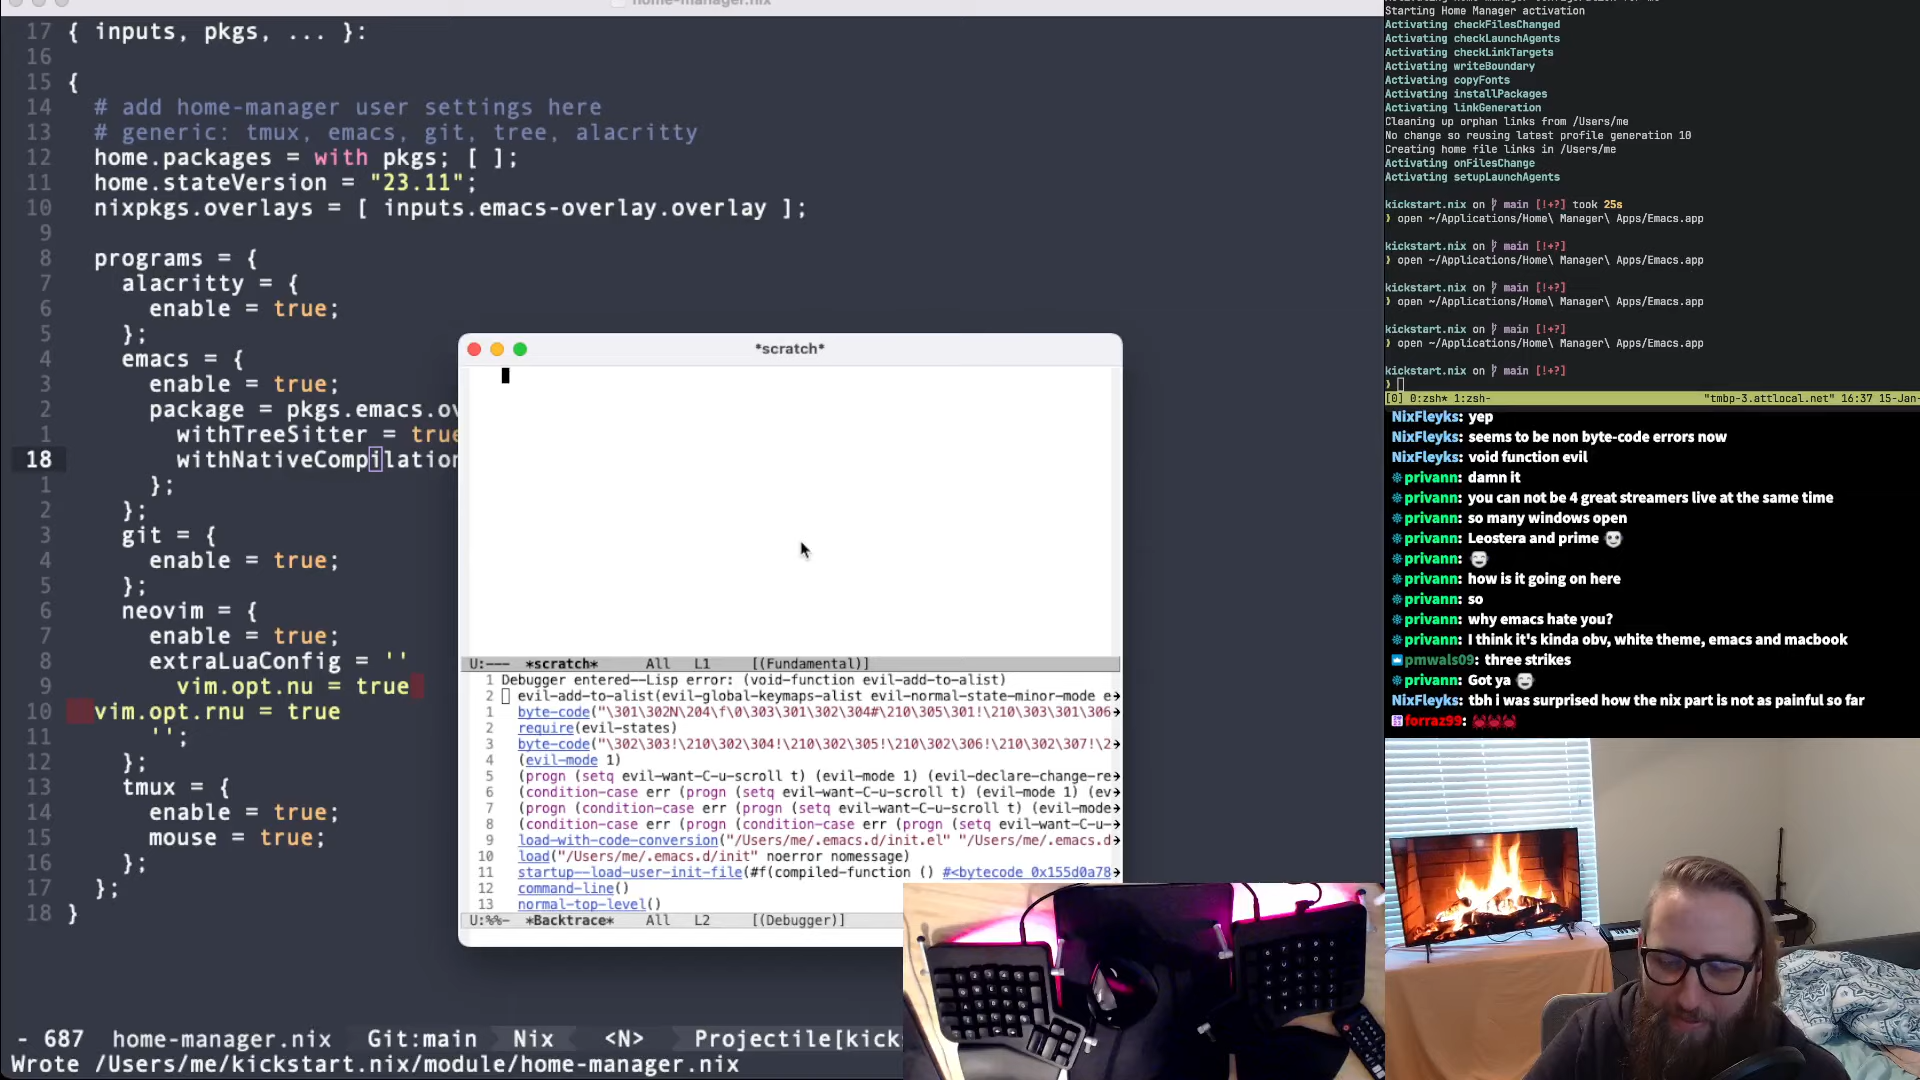 home-manager.nix
17 { inputs, pkgs, ... }:
16
15 {
14 # add home-manager user settings here
13 # generic: tmux, emacs, git, tree, alacritty
12 home.packages = with pkgs; [ ];
11 home.stateVersion = "23.11";
10 nixpkgs.overlays = [ inputs.emacs-overlay.overlay ];
9
8 programs = {
7 alacritty = {
6 enable = true;
5 };
4 emacs = {
3 enable = true;
2 package = pkgs.emacs.ov
1 withTreeSitter = true
18 withNativeCompilation
1 };
2 };
3 git = {
4 enable = true;
5 };
6 neovim = {
7 enable = true;
8 extraLuaConfig = ''
9 vim.opt.nu = true
10 vim.opt.rnu = true
11 '';
12 };
13 tmux = {
14 enable = true;
15 mouse = true;
16 };
17 };
18 }
- 687 home-manager.nix Git:main Nix <N> Projectile[kicks
Wrote /Users/me/kickstart.nix/module/home-manager.nix
*scratch*
U:--- *scratch* All L1 [(Fundamental)]
1 Debugger entered--Lisp error: (void-function evil-add-to-alist)
2 evil-add-to-alist(evil-global-keymaps-alist evil-normal-state-minor-mode e
1 byte-code("\301\302N\204\f\0\303\301\302\304#\210\305\301!\210\303\301\306
2 require(evil-states)
3 byte-code("\302\303!\210\302\304!\210\302\305!\210\302\306!\210\302\307!\2
4 (evil-mode 1)
5 (progn (setq evil-want-C-u-scroll t) (evil-mode 1) (evil-declare-change-re
6 (condition-case err (progn (setq evil-want-C-u-scroll t) (evil-mode 1) (ev
7 (progn (condition-case err (progn (setq evil-want-C-u-scroll t) (evil-mode
8 (condition-case err (progn (condition-case err (progn (setq evil-want-C-u-
9 load-with-code-conversion("/Users/me/.emacs.d/init.el" "/Users/me/.emacs.d
10 load("/Users/me/.emacs.d/init" noerror nomessage)
11 startup--load-user-init-file(#f(compiled-function () #<bytecode 0x155d0a78
12 command-line()
13 normal-top-level()
U:%%- *Backtrace* All L2 [(Debugger)]
Starting Home Manager activation
Activating checkFilesChanged
Activating checkLaunchAgents
Activating checkLinkTargets
Activating writeBoundary
Activating copyFonts
Activating installPackages
Activating linkGeneration
Cleaning up orphan links from /Users/me
No change so reusing latest profile generation 10
Creating home file links in /Users/me
Activating onFilesChange
Activating setupLaunchAgents
kickstart.nix on main [!+?] took 25s
❯ open ~/Applications/Home\ Manager\ Apps/Emacs.app
kickstart.nix on main [!+?]
❯ open ~/Applications/Home\ Manager\ Apps/Emacs.app
kickstart.nix on main [!+?]
❯ open ~/Applications/Home\ Manager\ Apps/Emacs.app
kickstart.nix on main [!+?]
❯ open ~/Applications/Home\ Manager\ Apps/Emacs.app
kickstart.nix on main [!+?]
❯
[0] 0:zsh* 1:zsh- "tmbp-3.attlocal.net" 16:37 15-Jan-
NixFleyks: yep
NixFleyks: seems to be non byte-code errors now
NixFleyks: void function evil
privann: damn it
privann: you can not be 4 great streamers live at the same time
privann: so many windows open
privann: Leostera and prime
privann:
privann: how is it going on here
privann: so
privann: why emacs hate you?
privann: I think it's kinda obv, white theme, emacs and macbook
pmwals09: three strikes
privann: Got ya
NixFleyks: tbh i was surprised how the nix part is not as painful so far
forraz99: